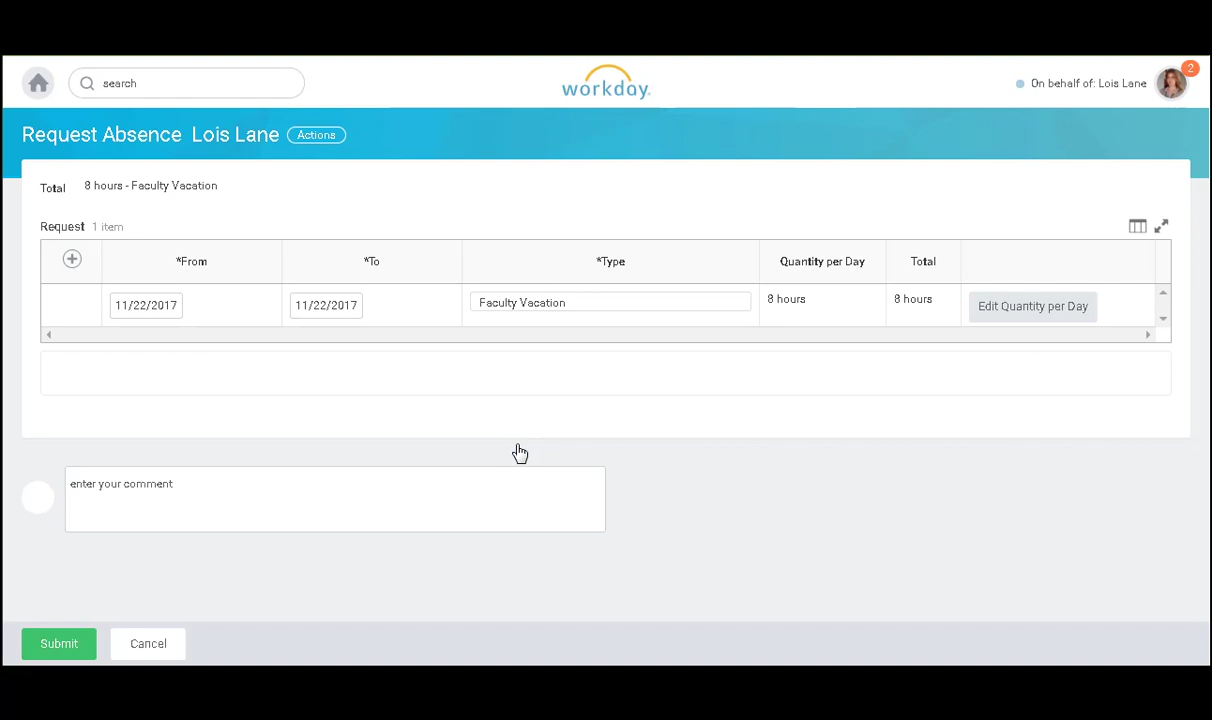 search
workday.
On behalf of: Lois Lane
2
Request Absence Lois Lane Actions
Total 8 hours - Faculty Vacation
Request 1 item
*From *To *Type Quantity per Day Total
11/22/2017 11/22/2017 Faculty Vacation 8 hours 8 hours Edit Quantity per Day
enter your comment
Submit Cancel